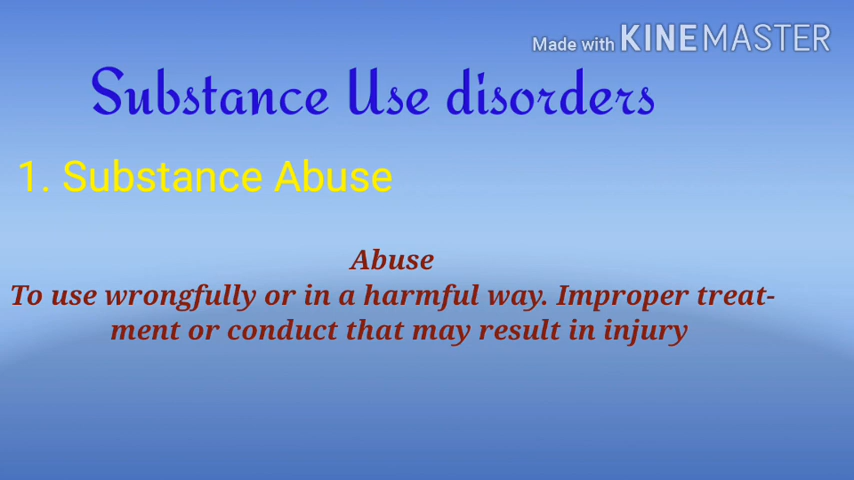 Made with KINEMASTER
Substance Use disorders
1. Substance Abuse
Abuse
To use wrongfully or in a harmful way. Improper treat-
ment or conduct that may result in injury